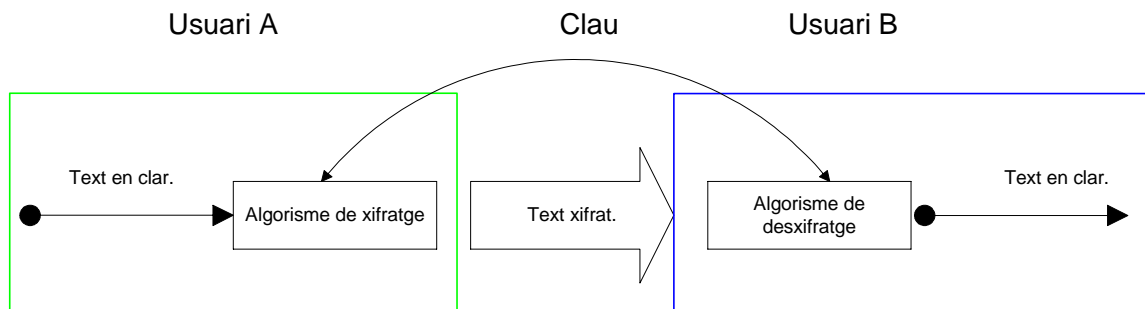 Usuari A
Clau
Usuari B
Text en clar.
Algorisme de xifratge
Text xifrat.
Algorisme de
desxifratge
Text en clar.